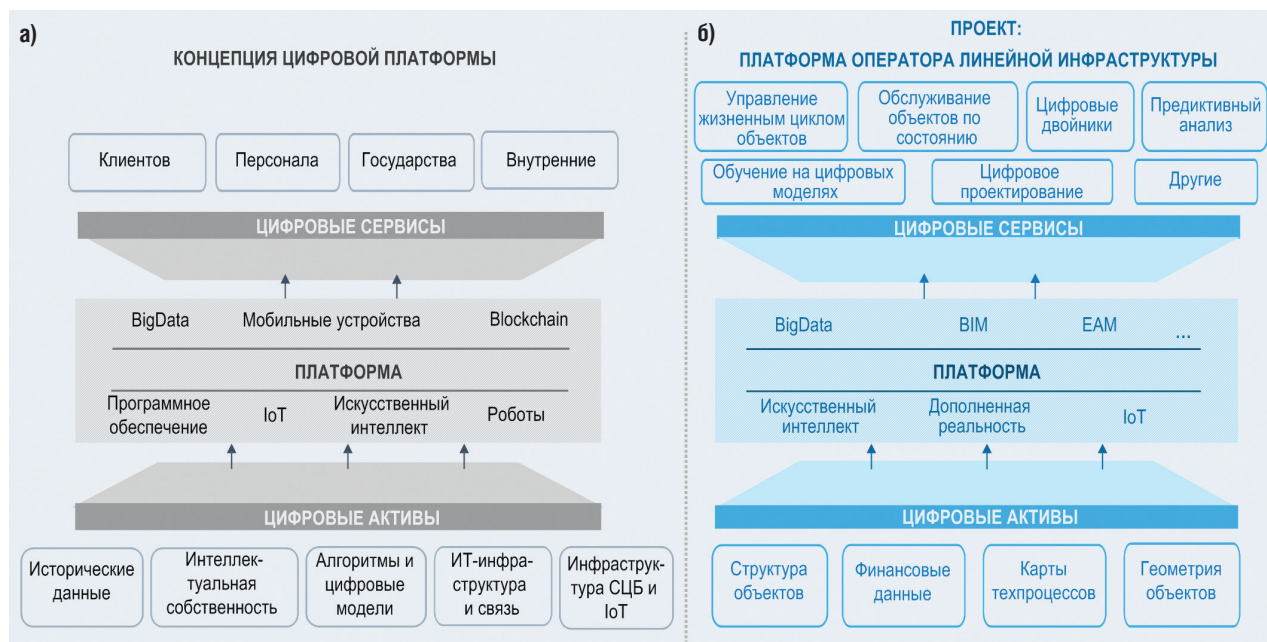 а)
КОНЦЕПЦИЯ ЦИФРОВОЙ ПЛАТФОРМЫ
Клиентов
Персонала
Государства
Внутренние
ЦИФРОВЫЕ СЕРВИСЫ
BigData
Мобильные устройства
Blockchain
ПЛАТФОРМА
Программное
обеспечение
IoT
Искусственный
интеллект
Роботы
ЦИФРОВЫЕ АКТИВЫ
Исторические
данные
Интеллек-
туальная
собственность
Алгоритмы и
цифровые
модели
ИТ-инфра-
структура
и связь
Инфраструк-
тура СЦБ и
IoT
б)
ПРОЕКТ:
ПЛАТФОРМА ОПЕРАТОРА ЛИНЕЙНОЙ ИНФРАСТРУКТУРЫ
Управление
жизненным циклом
объектов
Обслуживание
объектов по
состоянию
Цифровые
двойники
Предиктивный
анализ
Обучение на цифровых
моделях
Цифровое
проектирование
Другие
ЦИФРОВЫЕ СЕРВИСЫ
BigData
BIM
EAM
...
ПЛАТФОРМА
Искусственный
интеллект
Дополненная
реальность
IoT
ЦИФРОВЫЕ АКТИВЫ
Структура
объектов
Финансовые
данные
Карты
техпроцессов
Геометрия
объектов